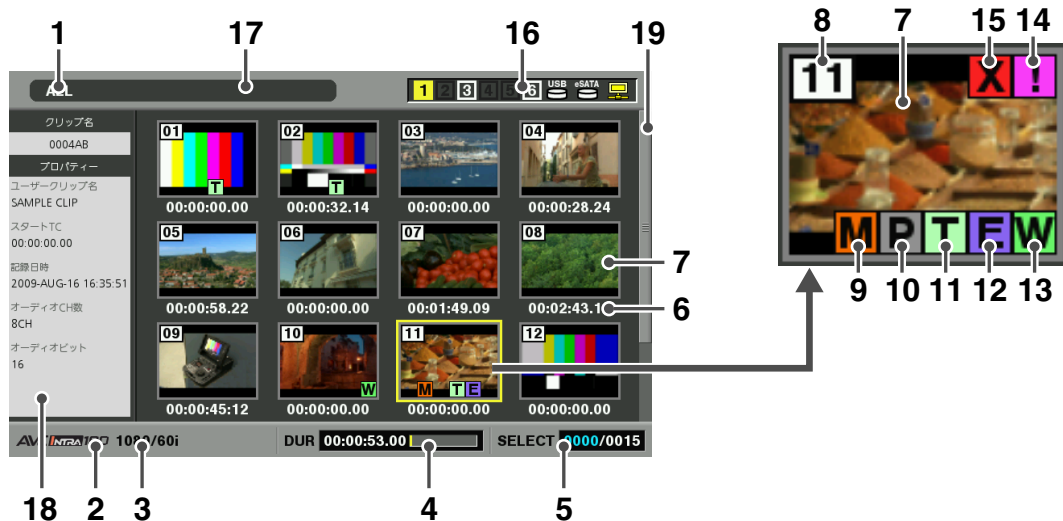 1 17 16 19
ALL
1 2 3 4 5 6 USB eSATA
クリップ名
0004AB
プロパティー
ユーザークリップ名
SAMPLE CLIP
スタートTC
00:00:00.00
記録日時
2009-AUG-16 16:35:51
オーディオCH数
8CH
オーディオビット
16
01 02 03 04
T T
00:00:00.00 00:00:32.14 00:00:00.00 00:00:28.24
05 06 07 08
7
00:00:58.22 00:00:00.00 00:01:49.09 00:02:43.1
6
09 10 11 12
W M T E
00:00:45:12 00:00:00.00 00:00:00.00 00:00:00.00
1080/60i DUR 00:00:53.00 SELECT 0000/0015
18 2 3 4 5
8 7 15 14
11 X !
M P T E W
9 10 11 12 13